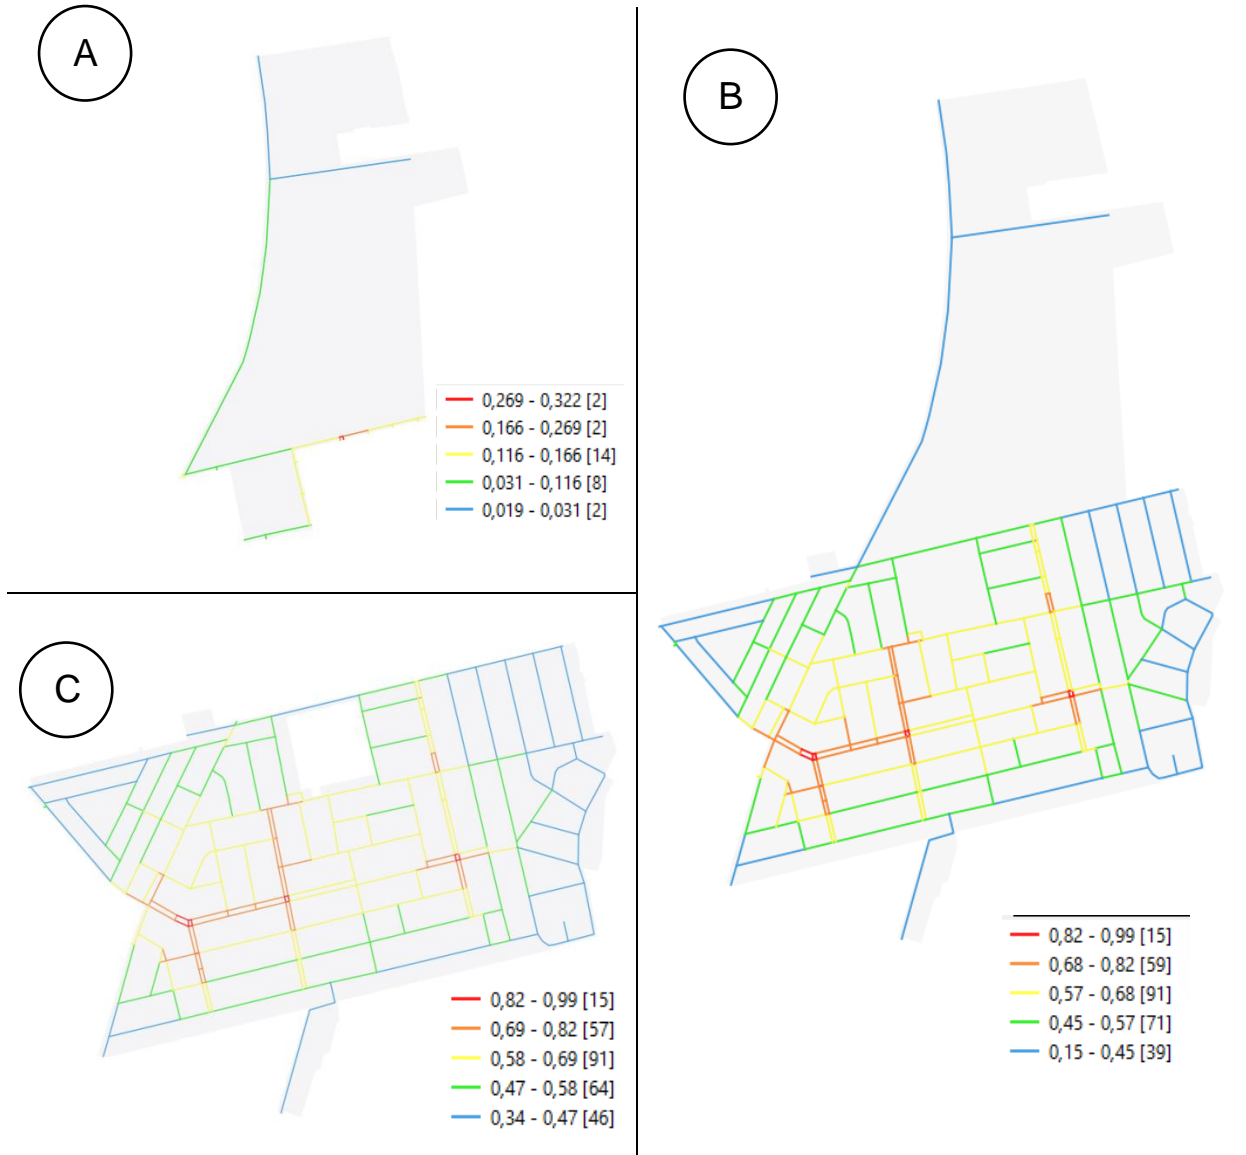 A
0,269 - 0,322 [2]
0,166 - 0,269 [2]
0,116 - 0,166 [14]
0,031 - 0,116 [8]
0,019 - 0,031 [2]
B
0,82 - 0,99 [15]
0,68 - 0,82 [59]
0,57 - 0,68 [91]
0,45 - 0,57 [71]
0,15 - 0,45 [39]
C
0,82 - 0,99 [15]
0,69 - 0,82 [57]
0,58 - 0,69 [91]
0,47 - 0,58 [64]
0,34 - 0,47 [46]